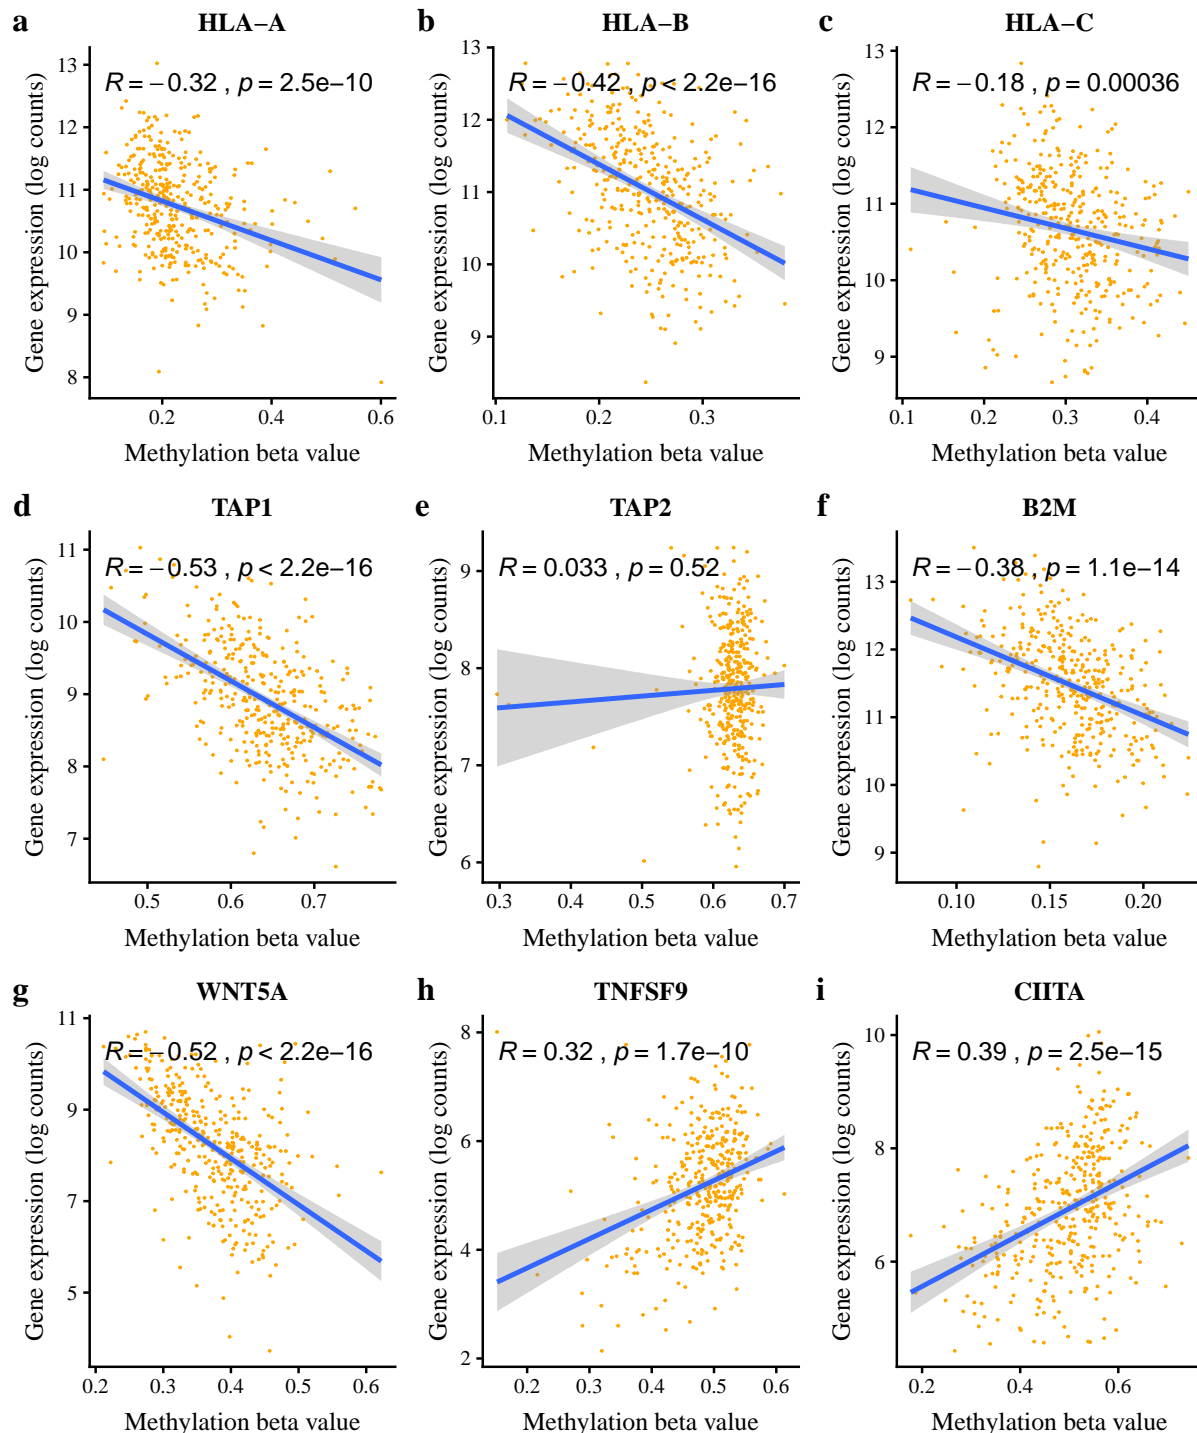 a
HLA−A
R = −0.32 , p = 2.5e−10
Gene expression (log counts)
13
12
11
10
9
8
0.2
0.4
0.6
Methylation beta value
b
HLA−B
R = −0.42 , p < 2.2e−16
Gene expression (log counts)
13
12
11
10
9
0.1
0.2
0.3
Methylation beta value
c
HLA−C
R = −0.18 , p = 0.00036
Gene expression (log counts)
13
12
11
10
9
0.1
0.2
0.3
0.4
Methylation beta value
d
TAP1
R = −0.53 , p < 2.2e−16
Gene expression (log counts)
11
10
9
8
7
0.5
0.6
0.7
Methylation beta value
e
TAP2
R = 0.033 , p = 0.52
Gene expression (log counts)
9
8
7
6
0.3
0.4
0.5
0.6
0.7
Methylation beta value
f
B2M
R = −0.38 , p = 1.1e−14
Gene expression (log counts)
13
12
11
10
9
0.10
0.15
0.20
Methylation beta value
g
WNT5A
R = −0.52 , p < 2.2e−16
Gene expression (log counts)
11
9
7
5
0.2
0.3
0.4
0.5
0.6
Methylation beta value
h
TNFSF9
R = 0.32 , p = 1.7e−10
Gene expression (log counts)
8
6
4
2
0.2
0.3
0.4
0.5
0.6
Methylation beta value
i
CIITA
R = 0.39 , p = 2.5e−15
Gene expression (log counts)
10
8
6
0.2
0.4
0.6
Methylation beta value